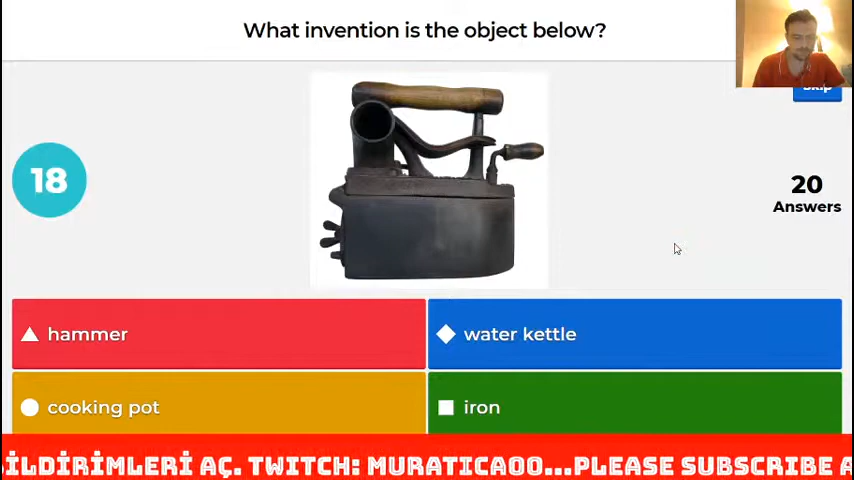 What invention is the object below?
Skip
18
20
Answers
hammer
water kettle
cooking pot
iron
BİLDİRİMLERİ AÇ. TWITCH: MURATICA00...PLEASE SUBSCRIBE A